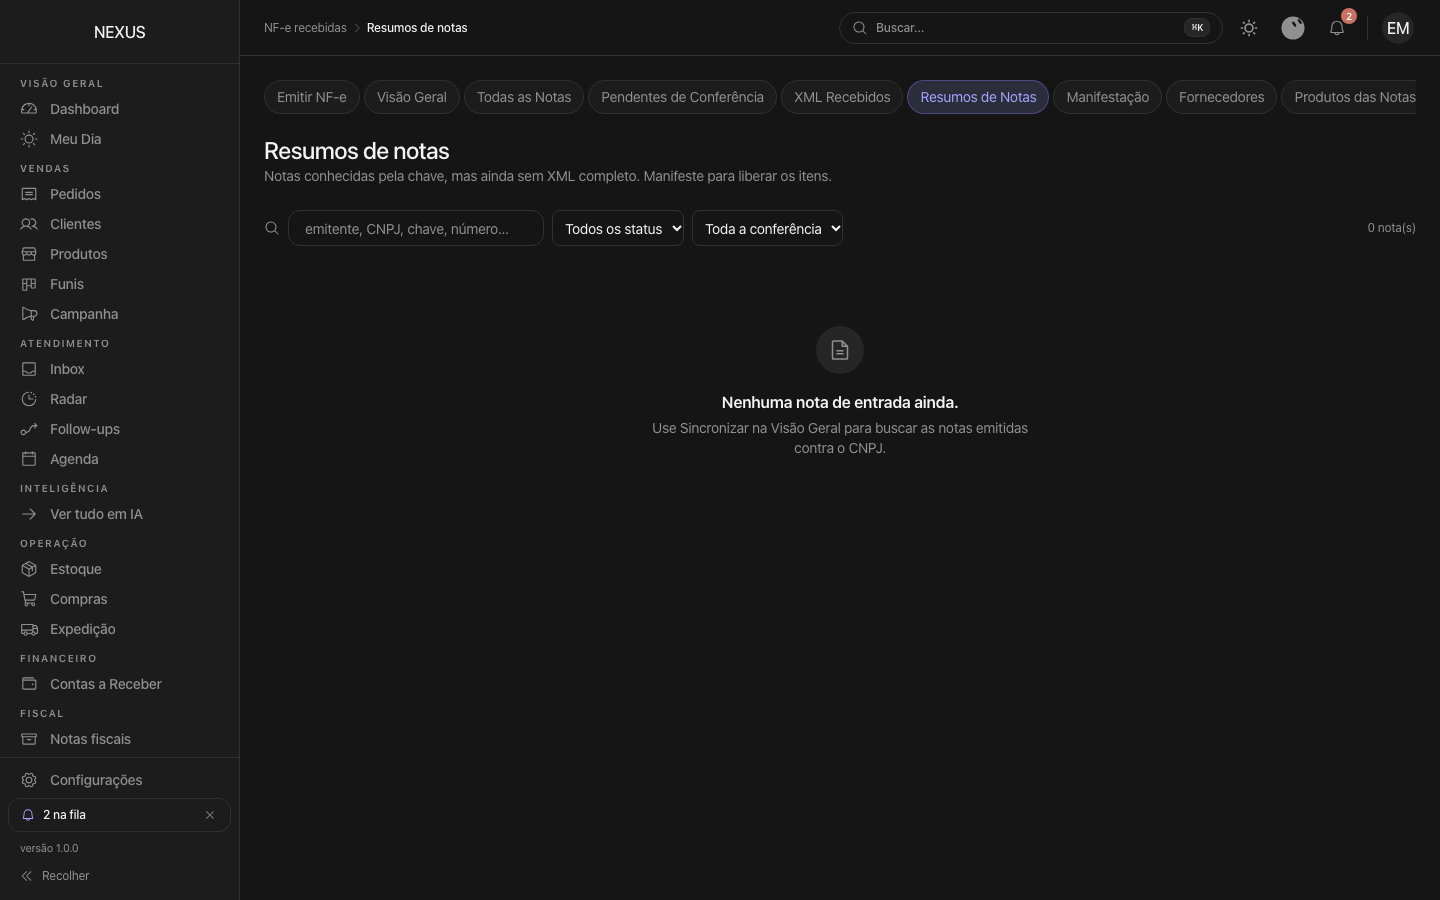 NEXUS
VISÃO GERAL
Dashboard
Meu Dia
VENDAS
Pedidos
Clientes
Produtos
Funis
Campanha
ATENDIMENTO
Inbox
Radar
Follow-ups
Agenda
INTELIGÊNCIA
Ver tudo em IA
OPERAÇÃO
Estoque
Compras
Expedição
FINANCEIRO
Contas a Receber
FISCAL
Notas fiscais
Configurações
2 na fila
versão 1.0.0
Recolher
NF-e recebidas > Resumos de notas
Buscar... ⌘K
2
EM
Emitir NF-e Visão Geral Todas as Notas Pendentes de Conferência XML Recebidos Resumos de Notas Manifestação Fornecedores Produtos das Notas
Resumos de notas
Notas conhecidas pela chave, mas ainda sem XML completo. Manifeste para liberar os itens.
emitente, CNPJ, chave, número... Todos os status Toda a conferência 0 nota(s)
Nenhuma nota de entrada ainda.
Use Sincronizar na Visão Geral para buscar as notas emitidas
contra o CNPJ.